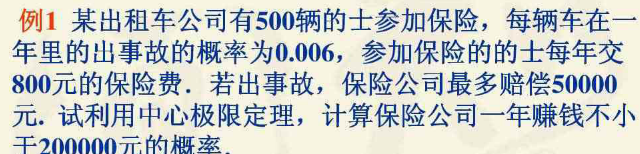 例1 某出租车公司有500辆的士参加保险，每辆车在一
年里的出事故的概率为0.006，参加保险的的士每年交
800元的保险费．若出事故，保险公司最多赔偿50000
元. 试利用中心极限定理，计算保险公司一年赚钱不小
于200000元的概率.